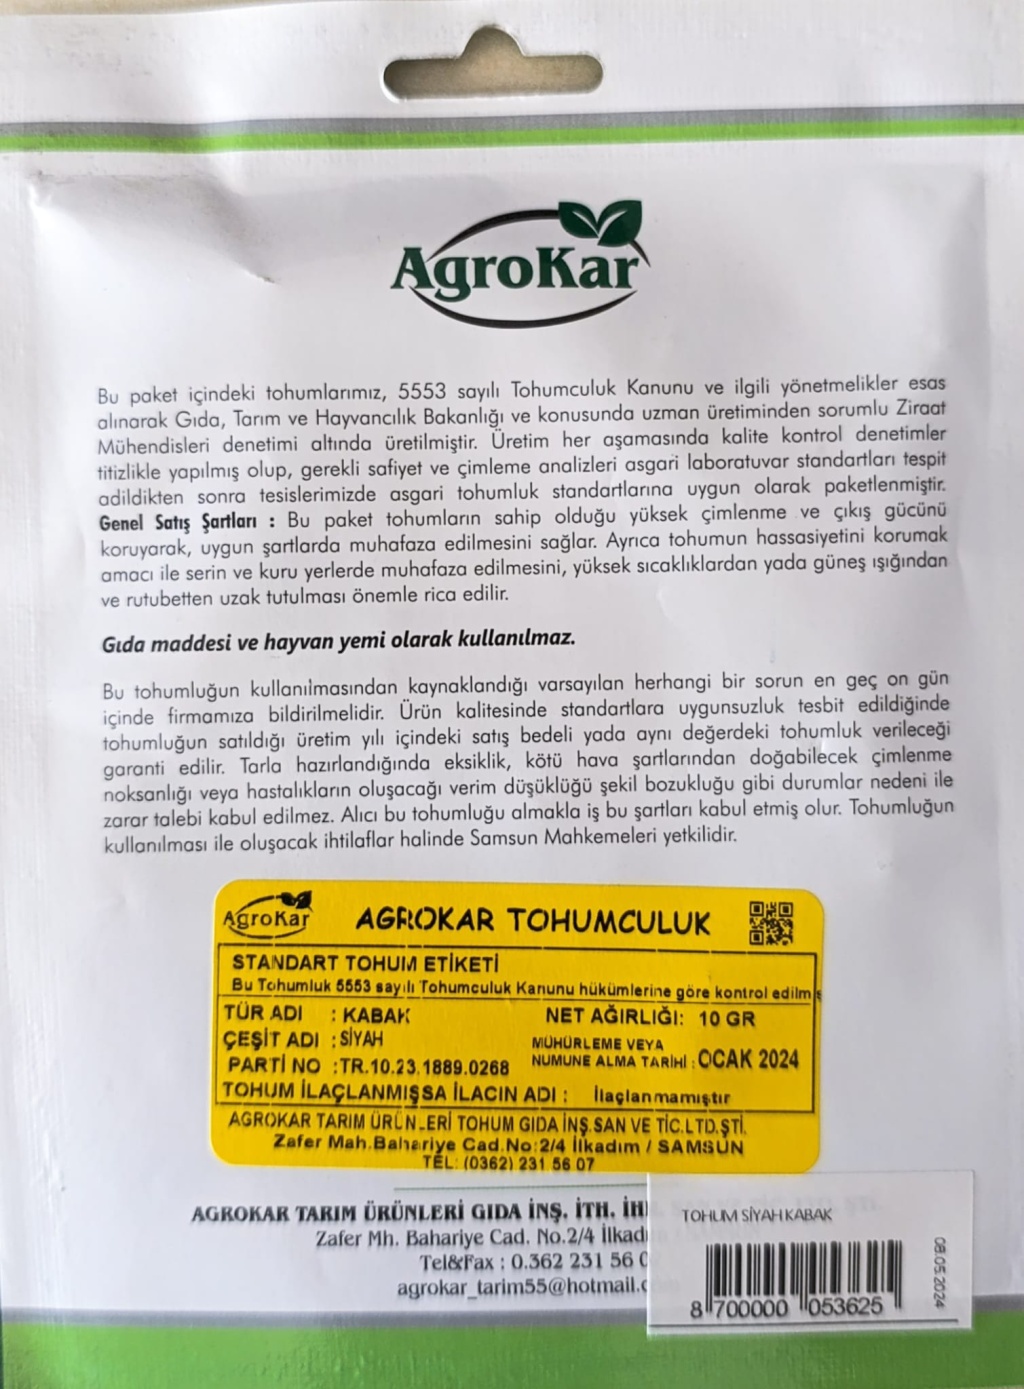 AgroKar
Bu paket içindeki tohumlarımız, 5553 sayılı Tohumculuk Kanunu ve ilgili yönetmelikler esas
alınarak Gıda, Tarım ve Hayvancılık Bakanlığı ve konusunda uzman üretiminden sorumlu Ziraat
Mühendisleri denetimi altında üretilmiştir. Üretim her aşamasında kalite kontrol denetimler
titizlikle yapılmış olup, gerekli safiyet ve çimleme analizleri asgari laboratuvar standartları tespit
adildikten sonra tesislerimizde asgari tohumluk standartlarına uygun olarak paketlenmiştir.
Genel Satış Şartları : Bu paket tohumların sahip olduğu yüksek çimlenme ve çıkış gücünü
koruyarak, uygun şartlarda muhafaza edilmesini sağlar. Ayrıca tohumun hassasiyetini korumak
amacı ile serin ve kuru yerlerde muhafaza edilmesini, yüksek sıcaklıklardan yada güneş ışığından
ve rutubetten uzak tutulması önemle rica edilir.
Gıda maddesi ve hayvan yemi olarak kullanılmaz.
Bu tohumluğun kullanılmasından kaynaklandığı varsayılan herhangi bir sorun en geç on gün
içinde firmamıza bildirilmelidir. Ürün kalitesinde standartlara uygunsuzluk tesbit edildiğinde
tohumluğun satıldığı üretim yılı içindeki satış bedeli yada aynı değerdeki tohumluk verileceği
garanti edilir. Tarla hazırlandığında eksiklik, kötü hava şartlarından doğabilecek çimlenme
noksanlığı veya hastalıkların oluşacağı verim düşüklüğü şekil bozukluğu gibi durumlar nedeni ile
zarar talebi kabul edilmez. Alıcı bu tohumluğu almakla iş bu şartları kabul etmiş olur. Tohumluğun
kullanılması ile oluşacak ihtilaflar halinde Samsun Mahkemeleri yetkilidir.
AgroKar AGROKAR TOHUMCULUK
STANDART TOHUM ETİKETİ
Bu Tohumluk 5553 sayılı Tohumculuk Kanunu hükümlerine göre kontrol edilmiş
TÜR ADI : KABAK NET AĞIRLIĞI: 10 GR
ÇEŞİT ADI : SİYAH MÜHÜRLEME VEYA
PARTİ NO :TR.10.23.1889.0268 NUMUNE ALMA TARİHİ : OCAK 2024
TOHUM İLAÇLANMIŞSA İLACIN ADI : İlaçlanmamıştır
AGROKAR TARIM ÜRÜNLERİ TOHUM GIDA İNŞ.SAN VE TİC.LTD.ŞTİ.
Zafer Mah.Bahariye Cad.No:2/4 İlkadım / SAMSUN
TEL: (0362) 231 56 07
AGROKAR TARIM ÜRÜNLERİ GIDA İNŞ. İTH. İH
Zafer Mh. Bahariye Cad. No.2/4 İlkad
Tel&Fax : 0.362 231 56 0
agrokar_tarim55@hotmail.c
TOHUM SİYAH KABAK
08.05.2024
8 700000 053625